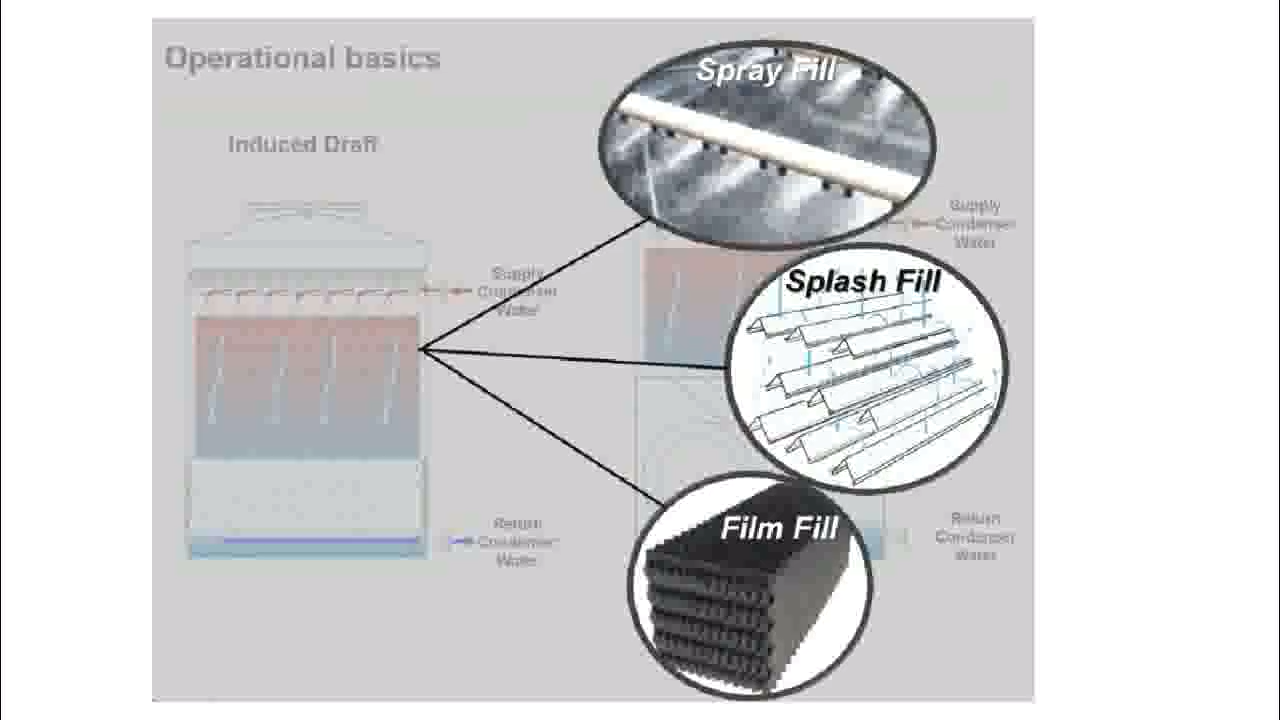 Operational basics
Induced Draft
Spray Fill
Supply
Condenser
Water
Splash Fill
Supply
Condenser
Water
Film Fill
Return
Condenser
Water
Return
Condenser
Water